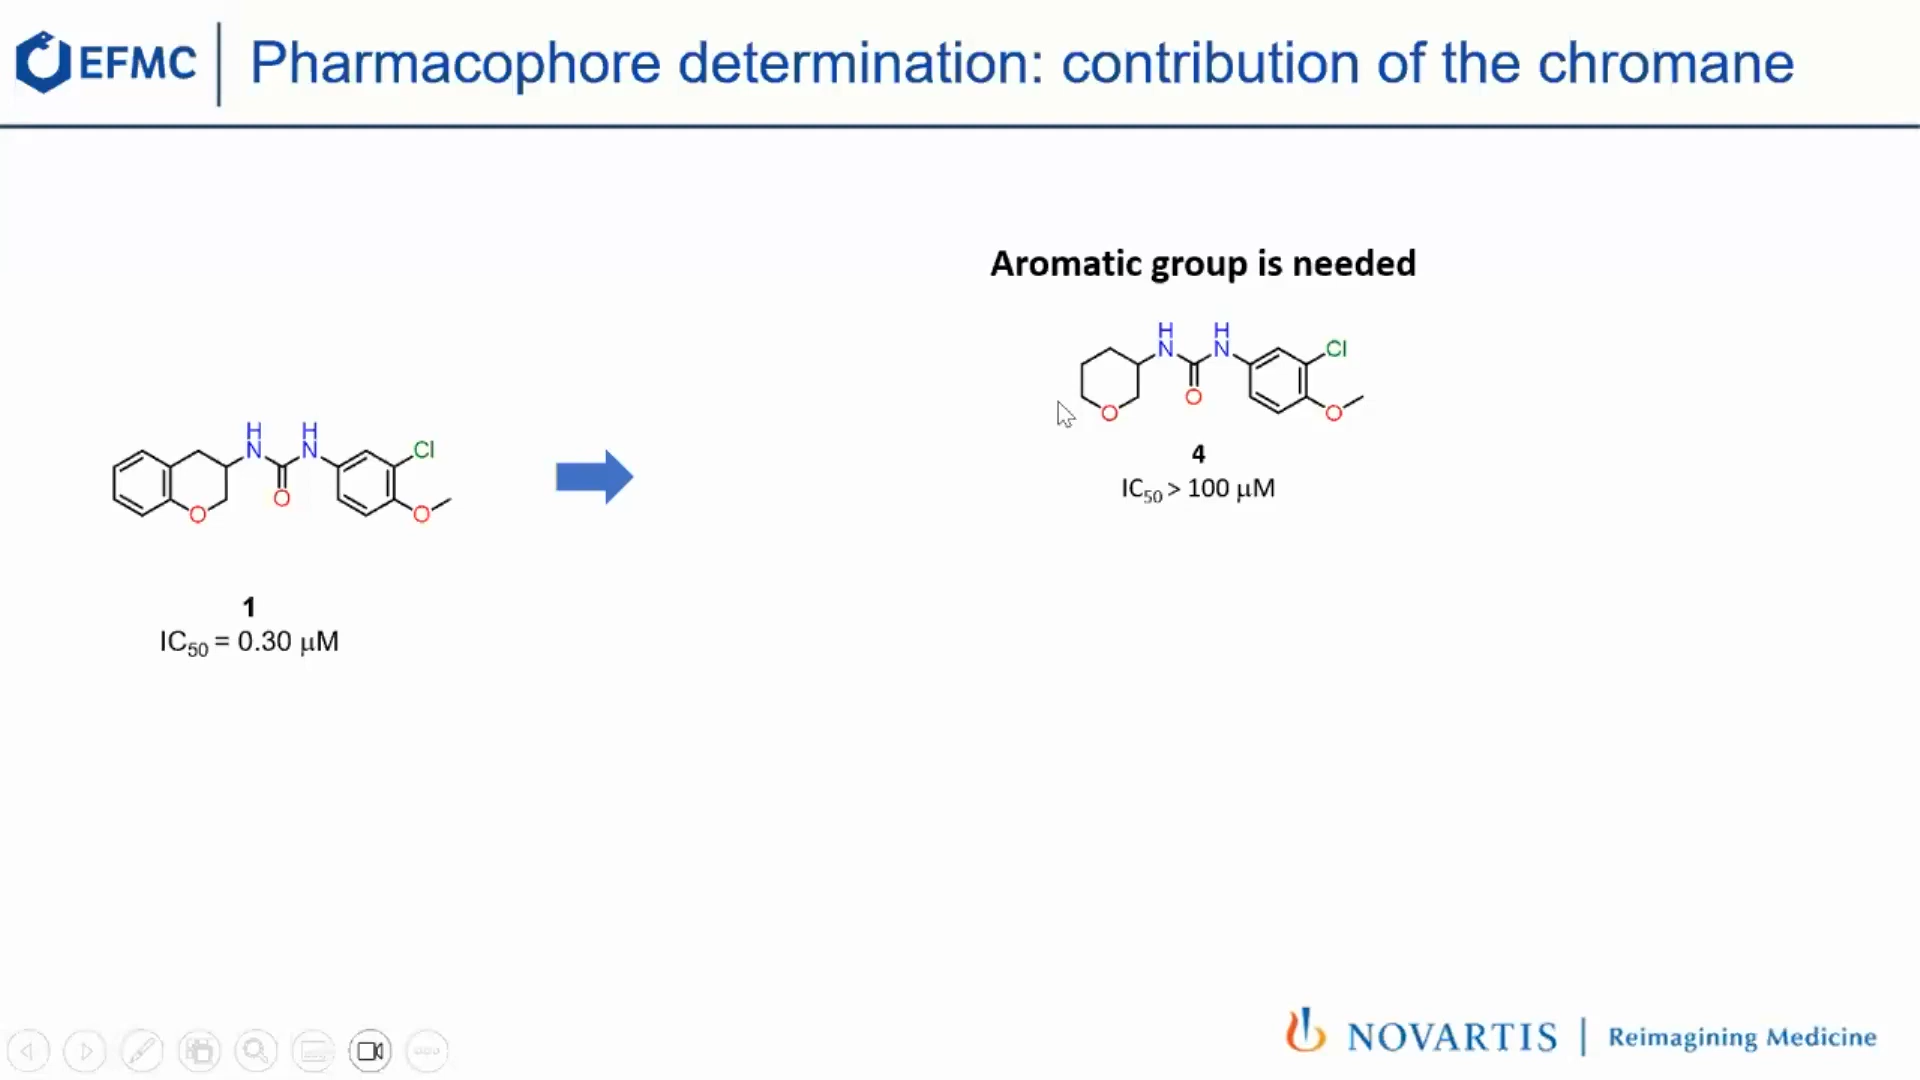 EFMC
Pharmacophore determination: contribution of the chromane
Aromatic group is needed
H
N
H
N
O
O
Cl
O
4
IC50 > 100 μM
H
N
H
N
O
O
Cl
O
1
IC50 = 0.30 μM
NOVARTIS | Reimagining Medicine